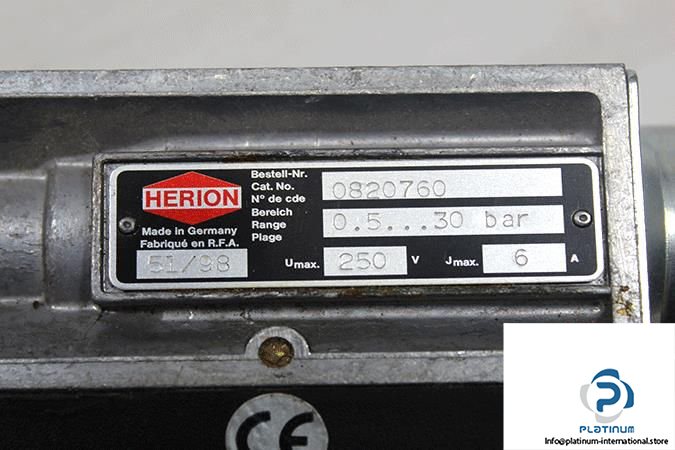 HERION
Made in Germany
Fabriqué en R.F.A.
51/98
Bestell-Nr.
Cat. No.
N° de cde
0820760
Bereich
Range
Plage
0.5...30 bar
Umax. 250 V
Jmax. 6 A
CE
PLATINUM
info@platinum-international.store